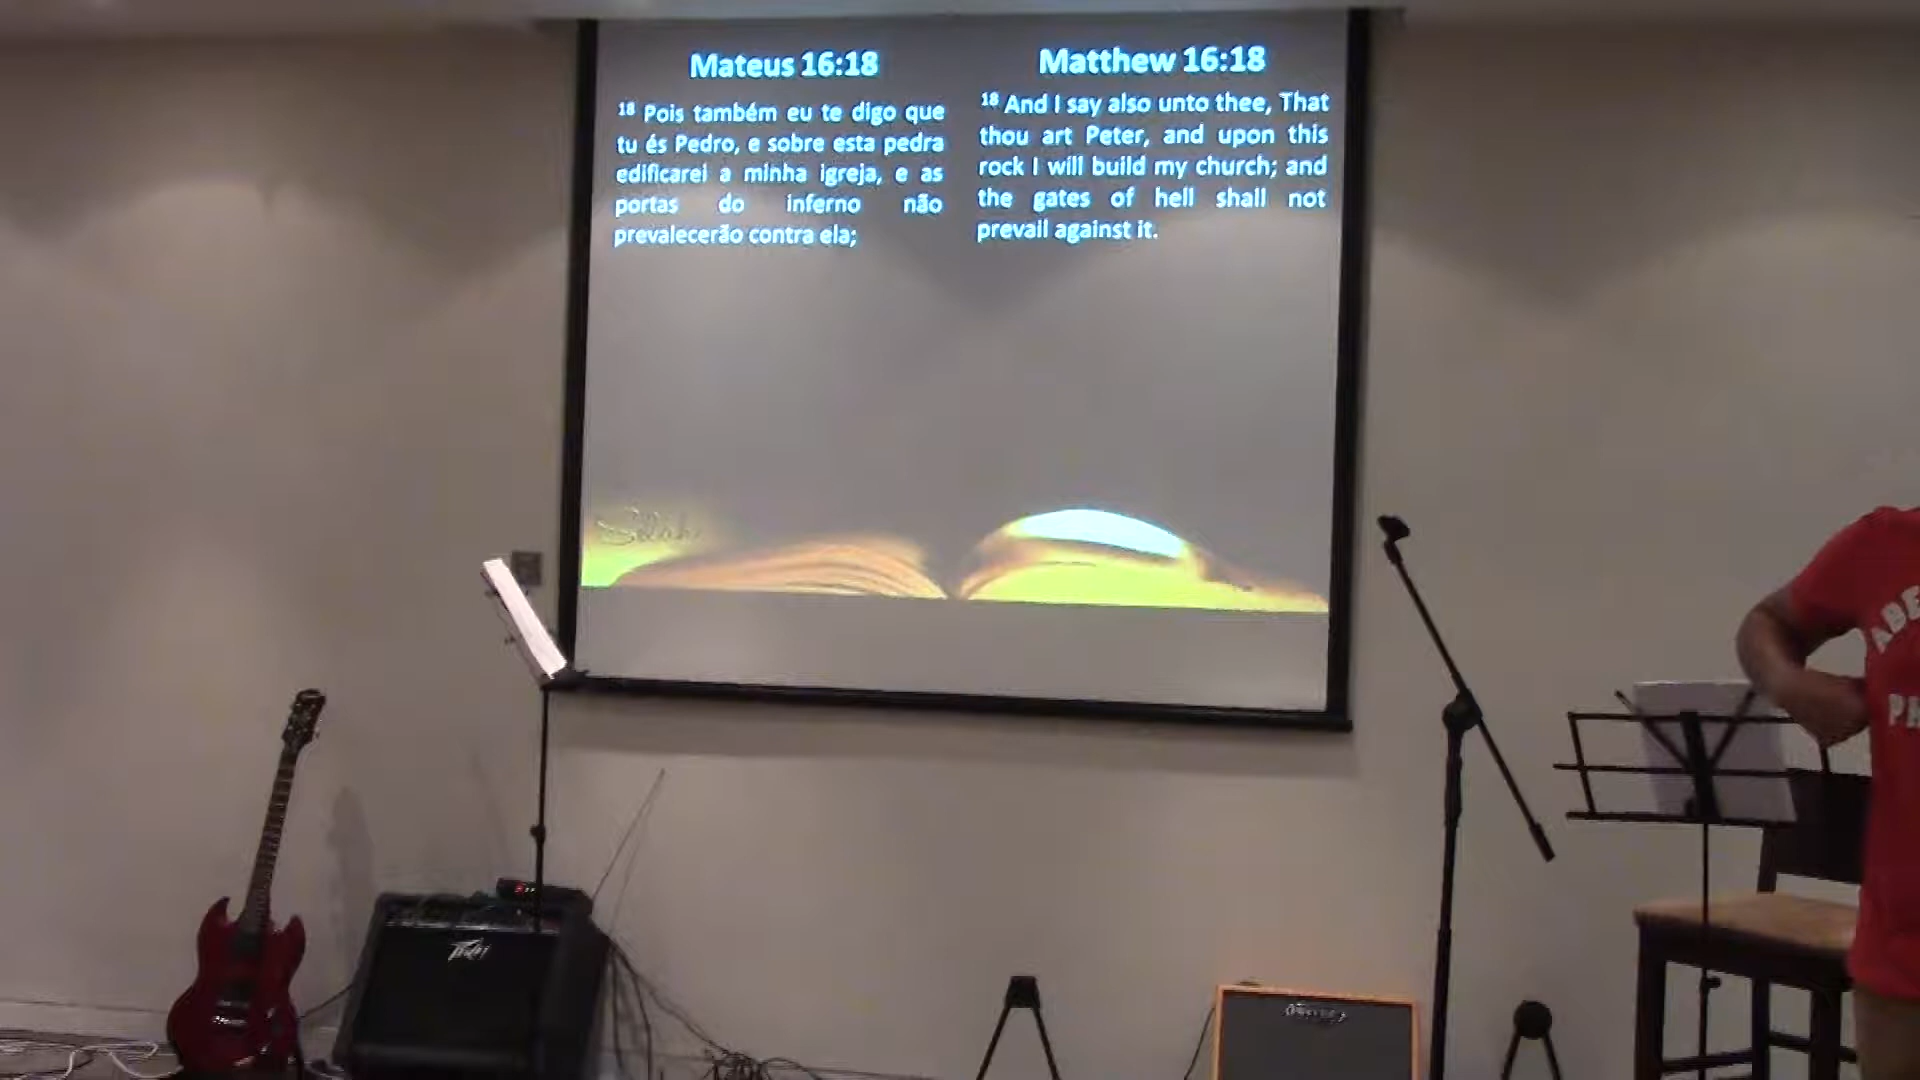 Mateus 16:18
18 Pois também eu te digo que
tu és Pedro, e sobre esta pedra
edificarei a minha igreja, e as
portas do inferno não
prevalecerão contra ela;
Matthew 16:18
18 And I say also unto thee, That
thou art Peter, and upon this
rock I will build my church; and
the gates of hell shall not
prevail against it.
Peavey